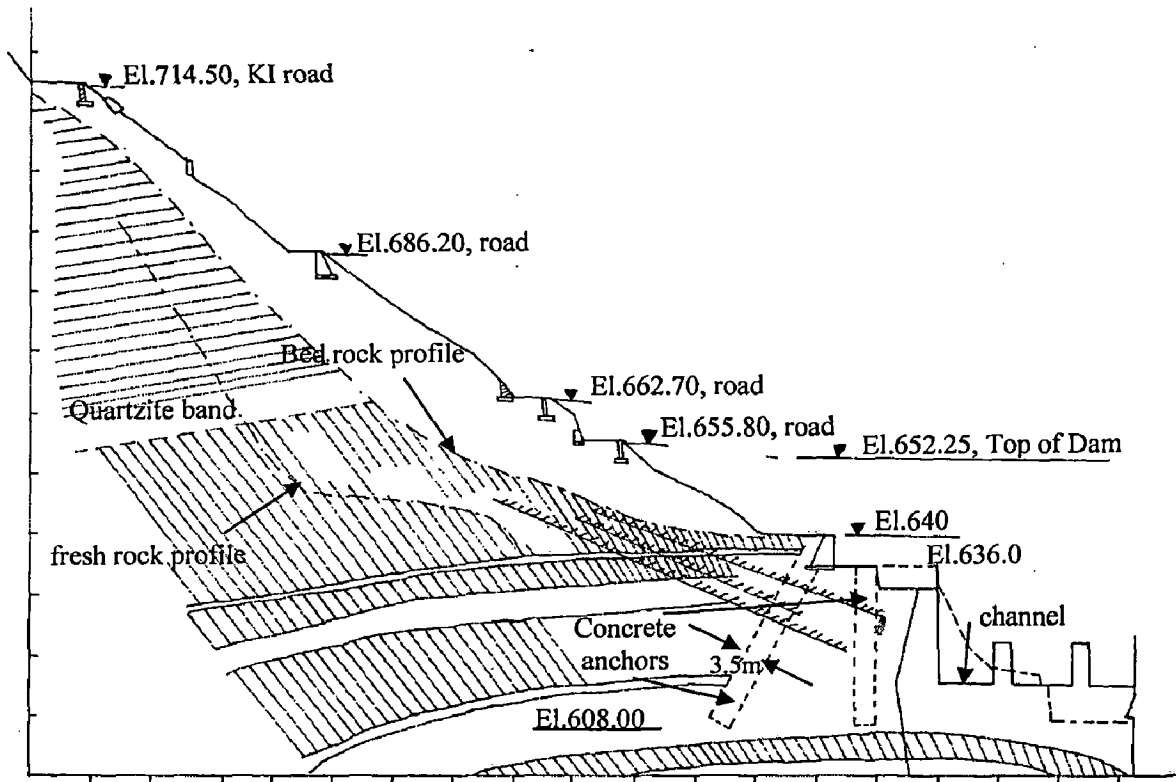 El.714.50, KI road
El.686.20, road
Bed rock profile
El.662.70, road
Quartzite band
El.655.80, road
El.652.25, Top of Dam
El.640
fresh rock profile
El.636.0
channel
Concrete
anchors
3.5m
El.608.00